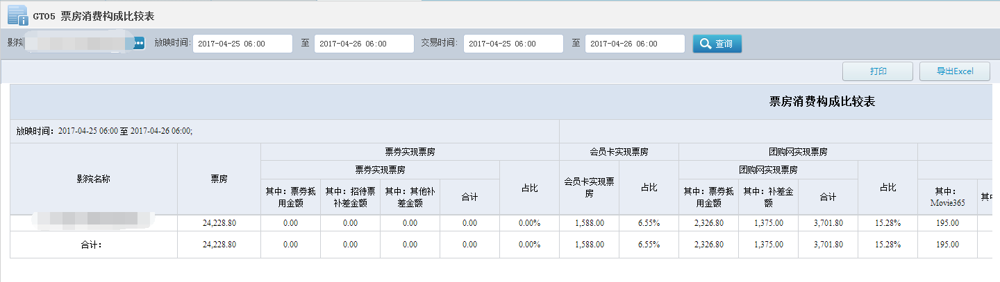 GT05 票房消费构成比较表
影院 放映时间: 2017-04-25 06:00 至 2017-04-26 06:00 交易时间: 2017-04-25 06:00 至 2017-04-26 06:00 查询
打印 导出Excel
票房消费构成比较表
放映时间：2017-04-25 06:00 至 2017-04-26 06:00;
票券实现票房 会员卡实现票房 团购网实现票房
影院名称 票房 票券实现票房 占比 会员卡实现票房 占比 团购网实现票房 占比 其中：Movie365
其中：票券抵用金额 其中：招待票补差金额 其中：其他补差金额 合计 其中：票券抵用金额 其中：补差金额 合计 其中
24,228.80 0.00 0.00 0.00 0.00 0.00% 1,588.00 6.55% 2,326.80 1,375.00 3,701.80 15.28% 195.00
合计： 24,228.80 0.00 0.00 0.00 0.00 0.00% 1,588.00 6.55% 2,326.80 1,375.00 3,701.80 15.28% 195.00